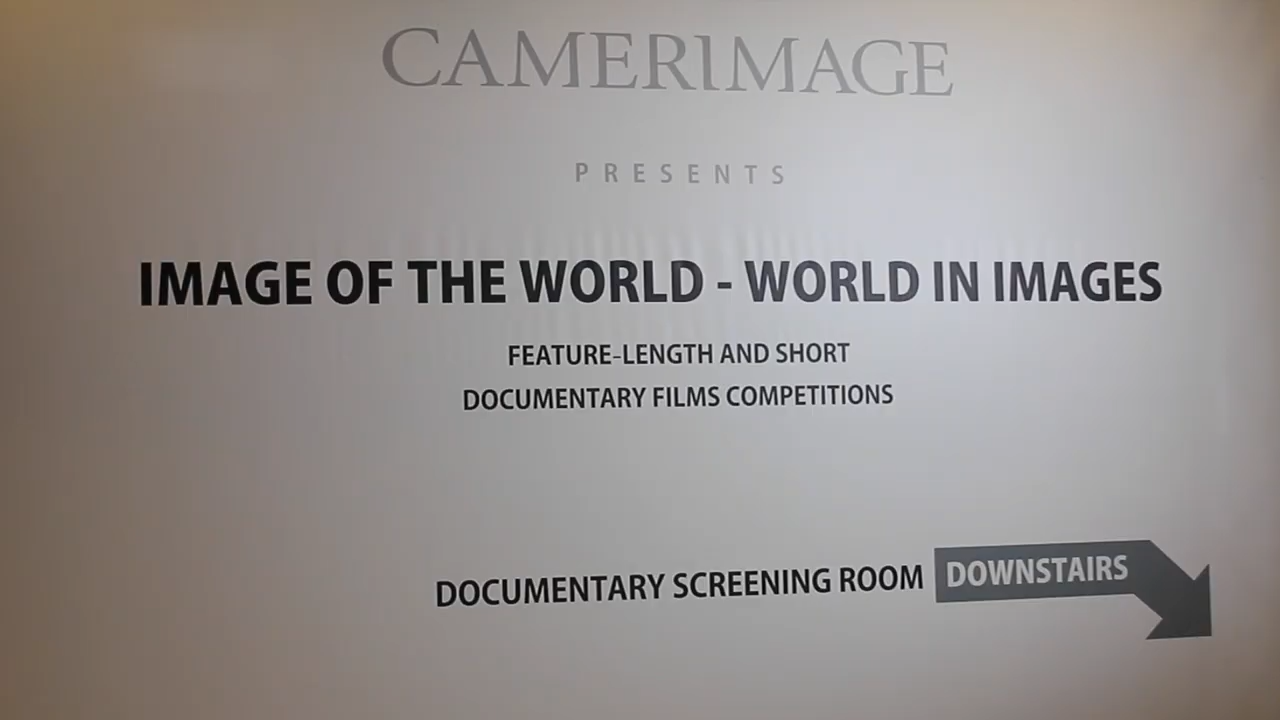 CAMERIMAGE
PRESENTS
IMAGE OF THE WORLD - WORLD IN IMAGES
FEATURE-LENGTH AND SHORT
DOCUMENTARY FILMS COMPETITIONS
DOCUMENTARY SCREENING ROOM DOWNSTAIRS